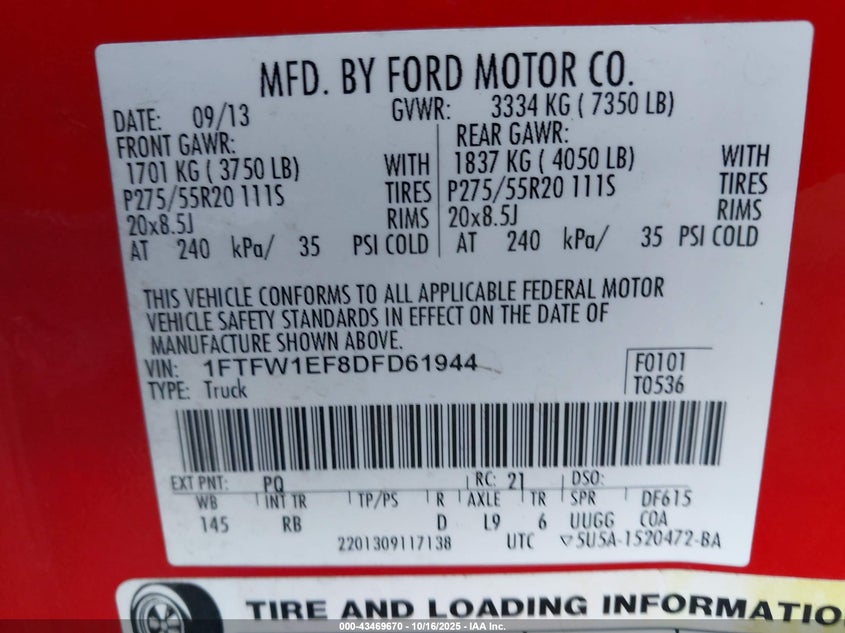 MFD. BY FORD MOTOR CO.
DATE: 09/13 GVWR: 3334 KG ( 7350 LB)
FRONT GAWR: REAR GAWR:
1701 KG ( 3750 LB) WITH 1837 KG ( 4050 LB) WITH
P275/55R20 111S TIRES P275/55R20 111S TIRES
20x8.5J RIMS 20x8.5J RIMS
AT 240 kPa/ 35 PSI COLD AT 240 kPa/ 35 PSI COLD
THIS VEHICLE CONFORMS TO ALL APPLICABLE FEDERAL MOTOR
VEHICLE SAFETY STANDARDS IN EFFECT ON THE DATE OF
MANUFACTURE SHOWN ABOVE.
VIN: 1FTFW1EF8DFD61944 F0101
TYPE: Truck T0536
EXT PNT: PQ RC: 21 DSO:
WB INT TR TP/PS R AXLE TR SPR DF615
145 RB D L9 6 UUGG COA
2201309117138 UTC ▽5U5A-1520472-BA
TIRE AND LOADING INFORMATIO
000-43469670 - 10/16/2025 - IAA Inc.